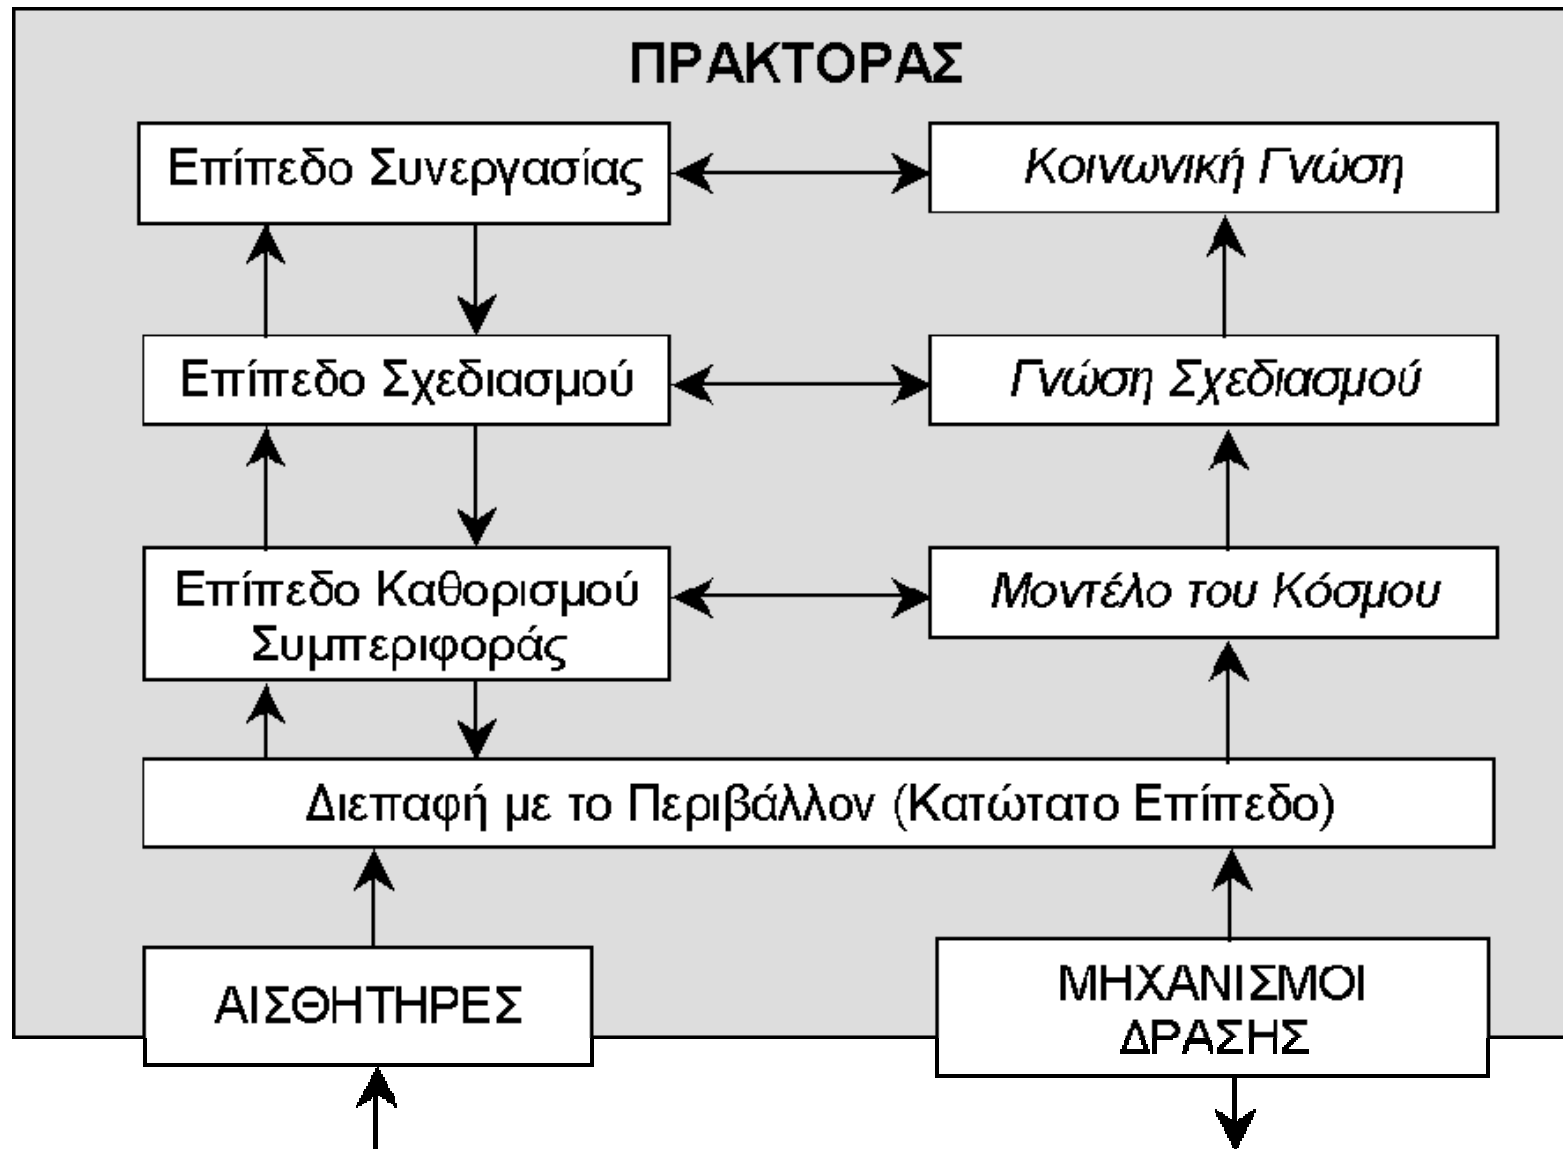 ΠΡΑΚΤΟΡΑΣ
Επίπεδο Συνεργασίας
Κοινωνική Γνώση
Επίπεδο Σχεδιασμού
Γνώση Σχεδιασμού
Επίπεδο Καθορισμού
Συμπεριφοράς
Μοντέλο του Κόσμου
Διεπαφή με το Περιβάλλον (Κατώτατο Επίπεδο)
ΑΙΣΘΗΤΗΡΕΣ
ΜΗΧΑΝΙΣΜΟΙ
ΔΡΑΣΗΣ